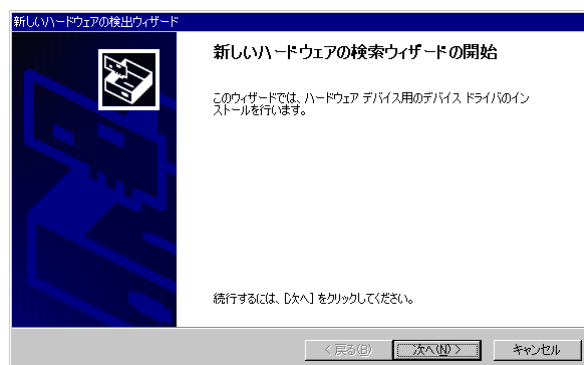 新しいハードウェアの検出ウィザード
新しいハードウェアの検索ウィザードの開始
このウィザードでは、ハードウェア デバイス用のデバイス ドライバのイン
ストールを行います。
続行するには、[次へ] をクリックしてください。
< 戻る(B) 次へ(N) > キャンセル